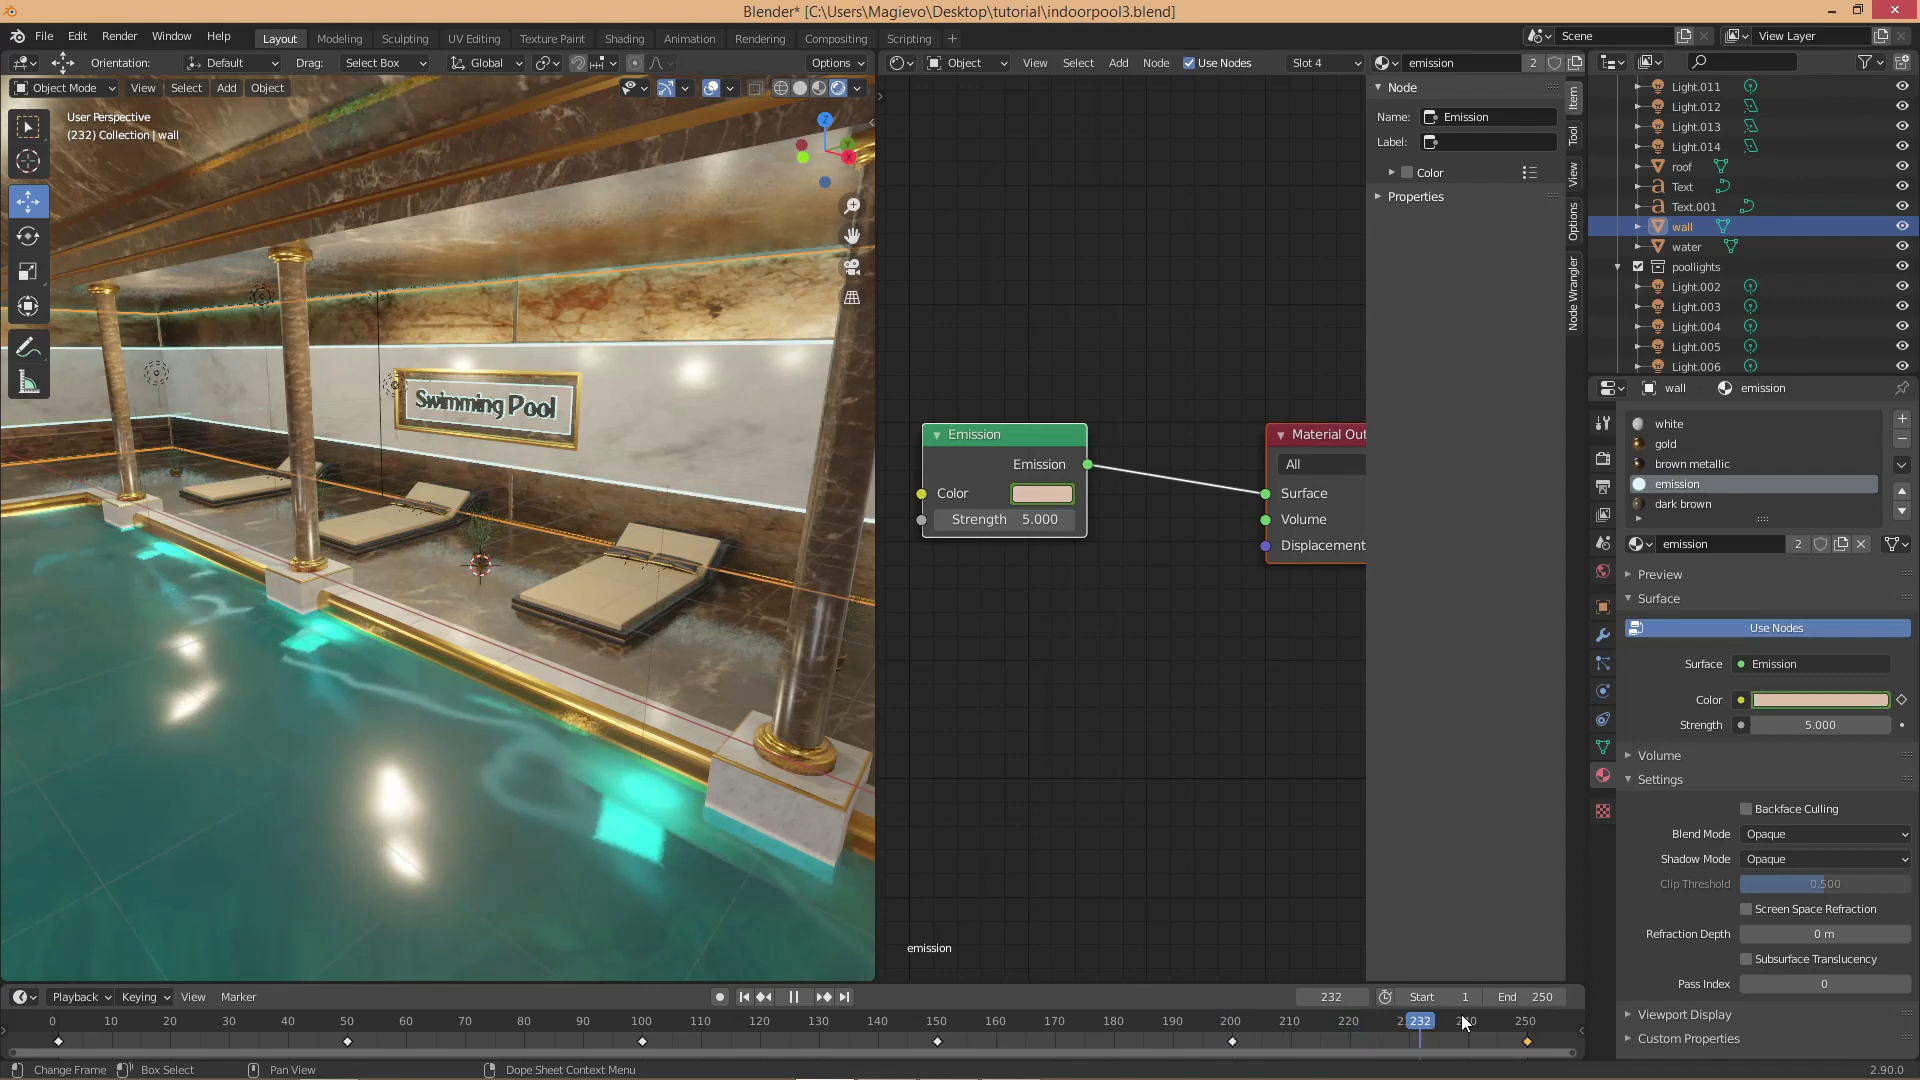 Blender* [C:\Users\Magievo\Desktop\tutorial\indoorpool3.blend]
File Edit Render Window Help Layout Modeling Sculpting UV Editing Texture Paint Shading Animation Rendering Compositing Scripting + Scene View Layer
Orientation: Default Drag: Select Box Global Options Object View Select Add Node Use Nodes Slot 4 emission 2
Object Mode View Select Add Object
User Perspective
(232) Collection | wall
Z
Y
X
Swimming Pool
Emission
Emission
Color
Strength 5.000
Material Out
All
Surface
Volume
Displacement
emission
Node
Name: Emission
Label:
Color
Properties
Item
Tool
View
Options
Node Wrangler
Light.011
Light.012
Light.013
Light.014
roof
Text
Text.001
wall
water
poollights
Light.002
Light.003
Light.004
Light.005
Light.006
wall emission
white
gold
brown metallic
emission
dark brown
emission 2
Preview
Surface
Use Nodes
Surface Emission
Color
Strength 5.000
Volume
Settings
Backface Culling
Blend Mode Opaque
Shadow Mode Opaque
Clip Threshold 0.500
Screen Space Refraction
Refraction Depth 0 m
Subsurface Translucency
Pass Index 0
Viewport Display
Custom Properties
Playback Keying View Marker 232 Start 1 End 250
0 10 20 30 40 50 60 70 80 90 100 110 120 130 140 150 160 170 180 190 200 210 220 232 250
Change Frame Box Select Pan View Dope Sheet Context Menu 2.90.0